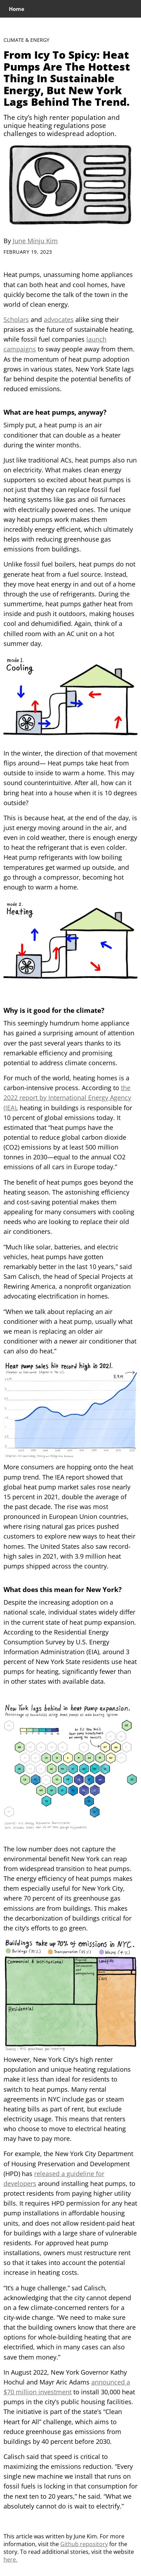 Home
CLIMATE & ENERGY
From Icy To Spicy: Heat
Pumps Are The Hottest
Thing In Sustainable
Energy, But New York
Lags Behind The Trend.
The city’s high renter population and
unique heating regulations pose
challenges to widespread adoption.
By June Minju Kim
FEBRUARY 19, 2023
Heat pumps, unassuming home appliances
that can both heat and cool homes, have
quickly become the talk of the town in the
world of clean energy.
Scholars and advocates alike sing their
praises as the future of sustainable heating,
while fossil fuel companies launch
campaigns to sway people away from them.
As the momentum of heat pump adoption
grows in various states, New York State lags
far behind despite the potential benefits of
reduced emissions.
What are heat pumps, anyway?
Simply put, a heat pump is an air
conditioner that can double as a heater
during the winter months.
Just like traditional ACs, heat pumps also run
on electricity. What makes clean energy
supporters so excited about heat pumps is
not just that they can replace fossil fuel
heating systems like gas and oil furnaces
with electrically powered ones. The unique
way heat pumps work makes them
incredibly energy efficient, which ultimately
helps with reducing greenhouse gas
emissions from buildings.
Unlike fossil fuel boilers, heat pumps do not
generate heat from a fuel source. Instead,
they move heat energy in and out of a home
through the use of refrigerants. During the
summertime, heat pumps gather heat from
inside and push it outdoors, making houses
cool and dehumidified. Again, think of a
chilled room with an AC unit on a hot
summer day.
mode 1.
Cooling
In the winter, the direction of that movement
flips around— Heat pumps take heat from
outside to inside to warm a home. This may
sound counterintuitive. After all, how can it
bring heat into a house when it is 10 degrees
outside?
This is because heat, at the end of the day, is
just energy moving around in the air, and
even in cold weather, there is enough energy
to heat the refrigerant that is even colder.
Heat pump refrigerants with low boiling
temperatures get warmed up outside, and
go through a compressor, becoming hot
enough to warm a home.
mode 2.
Heating
Why is it good for the climate?
This seemingly humdrum home appliance
has gained a surprising amount of attention
over the past several years thanks to its
remarkable efficiency and promising
potential to address climate concerns.
For much of the world, heating homes is a
carbon-intensive process. According to the
2022 report by International Energy Agency
(IEA), heating in buildings is responsible for
10 percent of global emissions today. It
estimated that “heat pumps have the
potential to reduce global carbon dioxide
(CO2) emissions by at least 500 million
tonnes in 2030—equal to the annual CO2
emissions of all cars in Europe today.”
The benefit of heat pumps goes beyond the
heating season. The astonishing efficiency
and cost-saving potential makes them
appealing for many consumers with cooling
needs who are looking to replace their old
air conditioners.
“Much like solar, batteries, and electric
vehicles, heat pumps have gotten
remarkably better in the last 10 years,” said
Sam Calisch, the head of Special Projects at
Rewiring America, a nonprofit organization
advocating electrification in homes.
“When we talk about replacing an air
conditioner with a heat pump, usually what
we mean is replacing an older air
conditioner with a newer air conditioner that
can also do heat.”
Heat pump sales hit record high in 2021.
More consumers are hopping onto the heat
pump trend. The IEA report showed that
global heat pump market sales rose nearly
15 percent in 2021, double the average of
the past decade. The rise was most
pronounced in European Union countries,
where rising natural gas prices pushed
customers to explore new ways to heat their
homes. The United States also saw record-
high sales in 2021, with 3.9 million heat
pumps shipped across the country.
What does this mean for New York?
Despite the increasing adoption on a
national scale, individual states widely differ
in the current state of heat pump expansion.
According to the Residential Energy
Consumption Survey by U.S. Energy
Information Administration (EIA), around 3
percent of New York State residents use heat
pumps for heating, significantly fewer than
in other states with available data.
New York lags behind in heat pump expansion.
The low number does not capture the
environmental benefit New York can reap
from widespread transition to heat pumps.
The energy efficiency of heat pumps makes
them especially useful for New York City,
where 70 percent of its greenhouse gas
emissions are from buildings. This makes
the decarbonization of buildings critical for
the city’s efforts to go green.
Buildings take up 70% of emissions in NYC.
Commercial & Institutional
Residential
However, New York City’s high renter
population and unique heating regulations
make it less than ideal for residents to
switch to heat pumps. Many rental
agreements in NYC include gas or steam
heating bills as part of rent, but exclude
electricity usage. This means that renters
who choose to move to electrical heating
may have to pay more.
For example, the New York City Department
of Housing Preservation and Development
(HPD) has released a guideline for
developers around installing heat pumps, to
protect residents from paying higher utility
bills. It requires HPD permission for any heat
pump installations in affordable housing
units, and does not allow resident-paid heat
for buildings with a large share of vulnerable
residents. For approved heat pump
installations, owners must restructure rent
so that it takes into account the potential
increase in heating costs.
“It’s a huge challenge.” sad Calisch,
acknowledging that the city cannot depend
on a few climate-concerned renters for a
city-wide change. “We need to make sure
that the building owners know that there are
options for whole-building heating that are
electrified, which in many cases can also
save them money.”
In August 2022, New York Governor Kathy
Hochul and Mayr Aric Adams announced a
$70 million investment to install 30,000 heat
pumps in the city’s public housing facilities.
The initiative is part of the state’s “Clean
Heart for All” challenge, which aims to
reduce greenhouse gas emissions from
buildings by 40 percent before 2030.
Calisch said that speed is critical to
maximizing the emissions reduction. “Every
single new machine we install that runs on
fossil fuels is locking in that consumption for
the next ten to 20 years,” he said. “What we
absolutely cannot do is wait to electrify.”
This article was written by June Kim. For more
information, visit the Github repository for this
story. To read additional stories, visit the website
here.